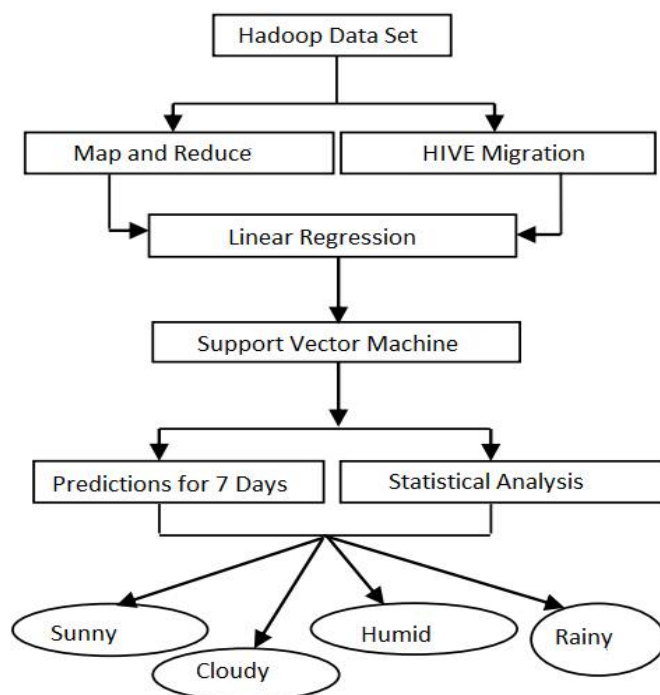 Hadoop Data Set
Map and Reduce
HIVE Migration
Linear Regression
Support Vector Machine
Predictions for 7 Days
Statistical Analysis
Sunny
Cloudy
Humid
Rainy